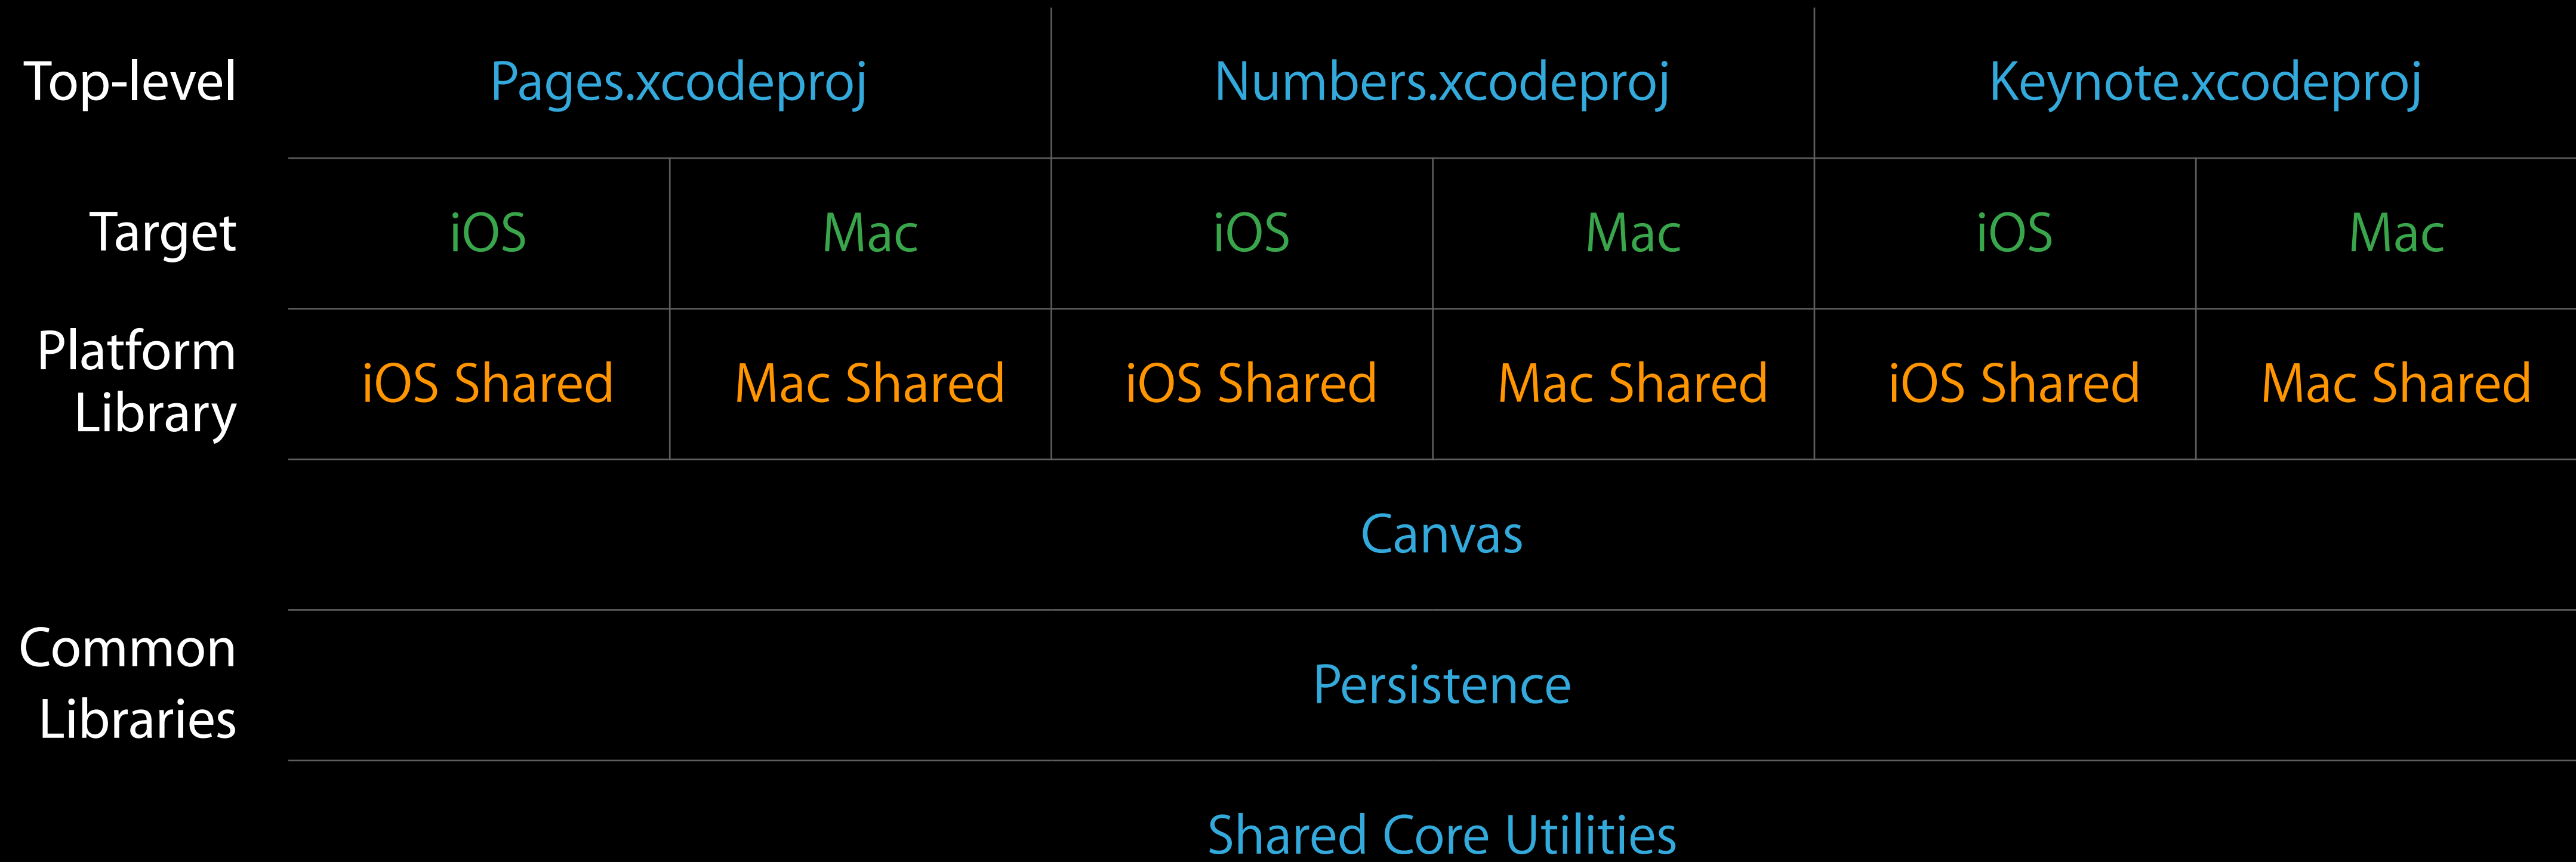 Top-level Pages.xcodeproj Numbers.xcodeproj Keynote.xcodeproj
Target iOS Mac iOS Mac iOS Mac
Platform
Library
iOS Shared Mac Shared iOS Shared Mac Shared iOS Shared Mac Shared
Canvas
Common
Libraries
Persistence
Shared Core Utilities